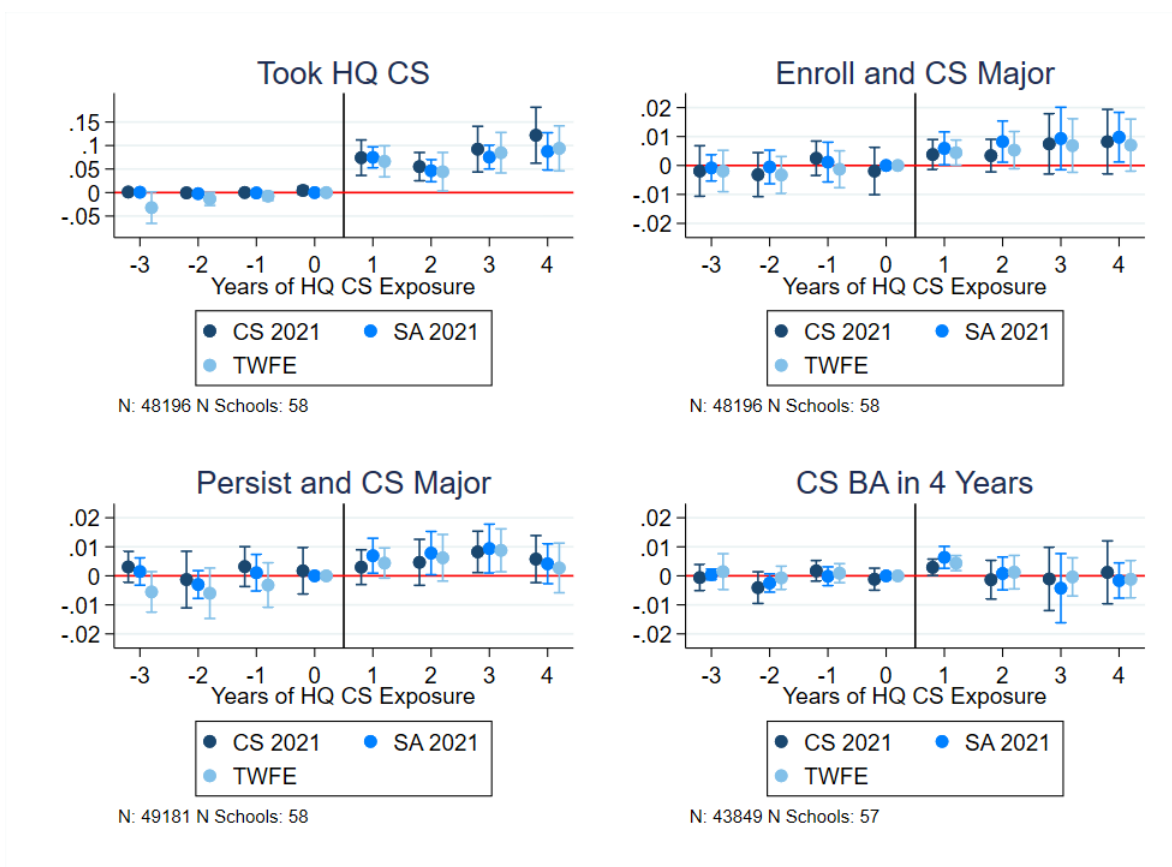 Took HQ CS
.15
.1
.05
0
-.05
-3 -2 -1 0 1 2 3 4
Years of HQ CS Exposure
CS 2021 SA 2021
TWFE
N: 48196 N Schools: 58
Enroll and CS Major
.02
.01
0
-.01
-.02
-3 -2 -1 0 1 2 3 4
Years of HQ CS Exposure
CS 2021 SA 2021
TWFE
N: 48196 N Schools: 58
Persist and CS Major
.02
.01
0
-.01
-.02
-3 -2 -1 0 1 2 3 4
Years of HQ CS Exposure
CS 2021 SA 2021
TWFE
N: 49181 N Schools: 58
CS BA in 4 Years
.02
.01
0
-.01
-.02
-3 -2 -1 0 1 2 3 4
Years of HQ CS Exposure
CS 2021 SA 2021
TWFE
N: 43849 N Schools: 57